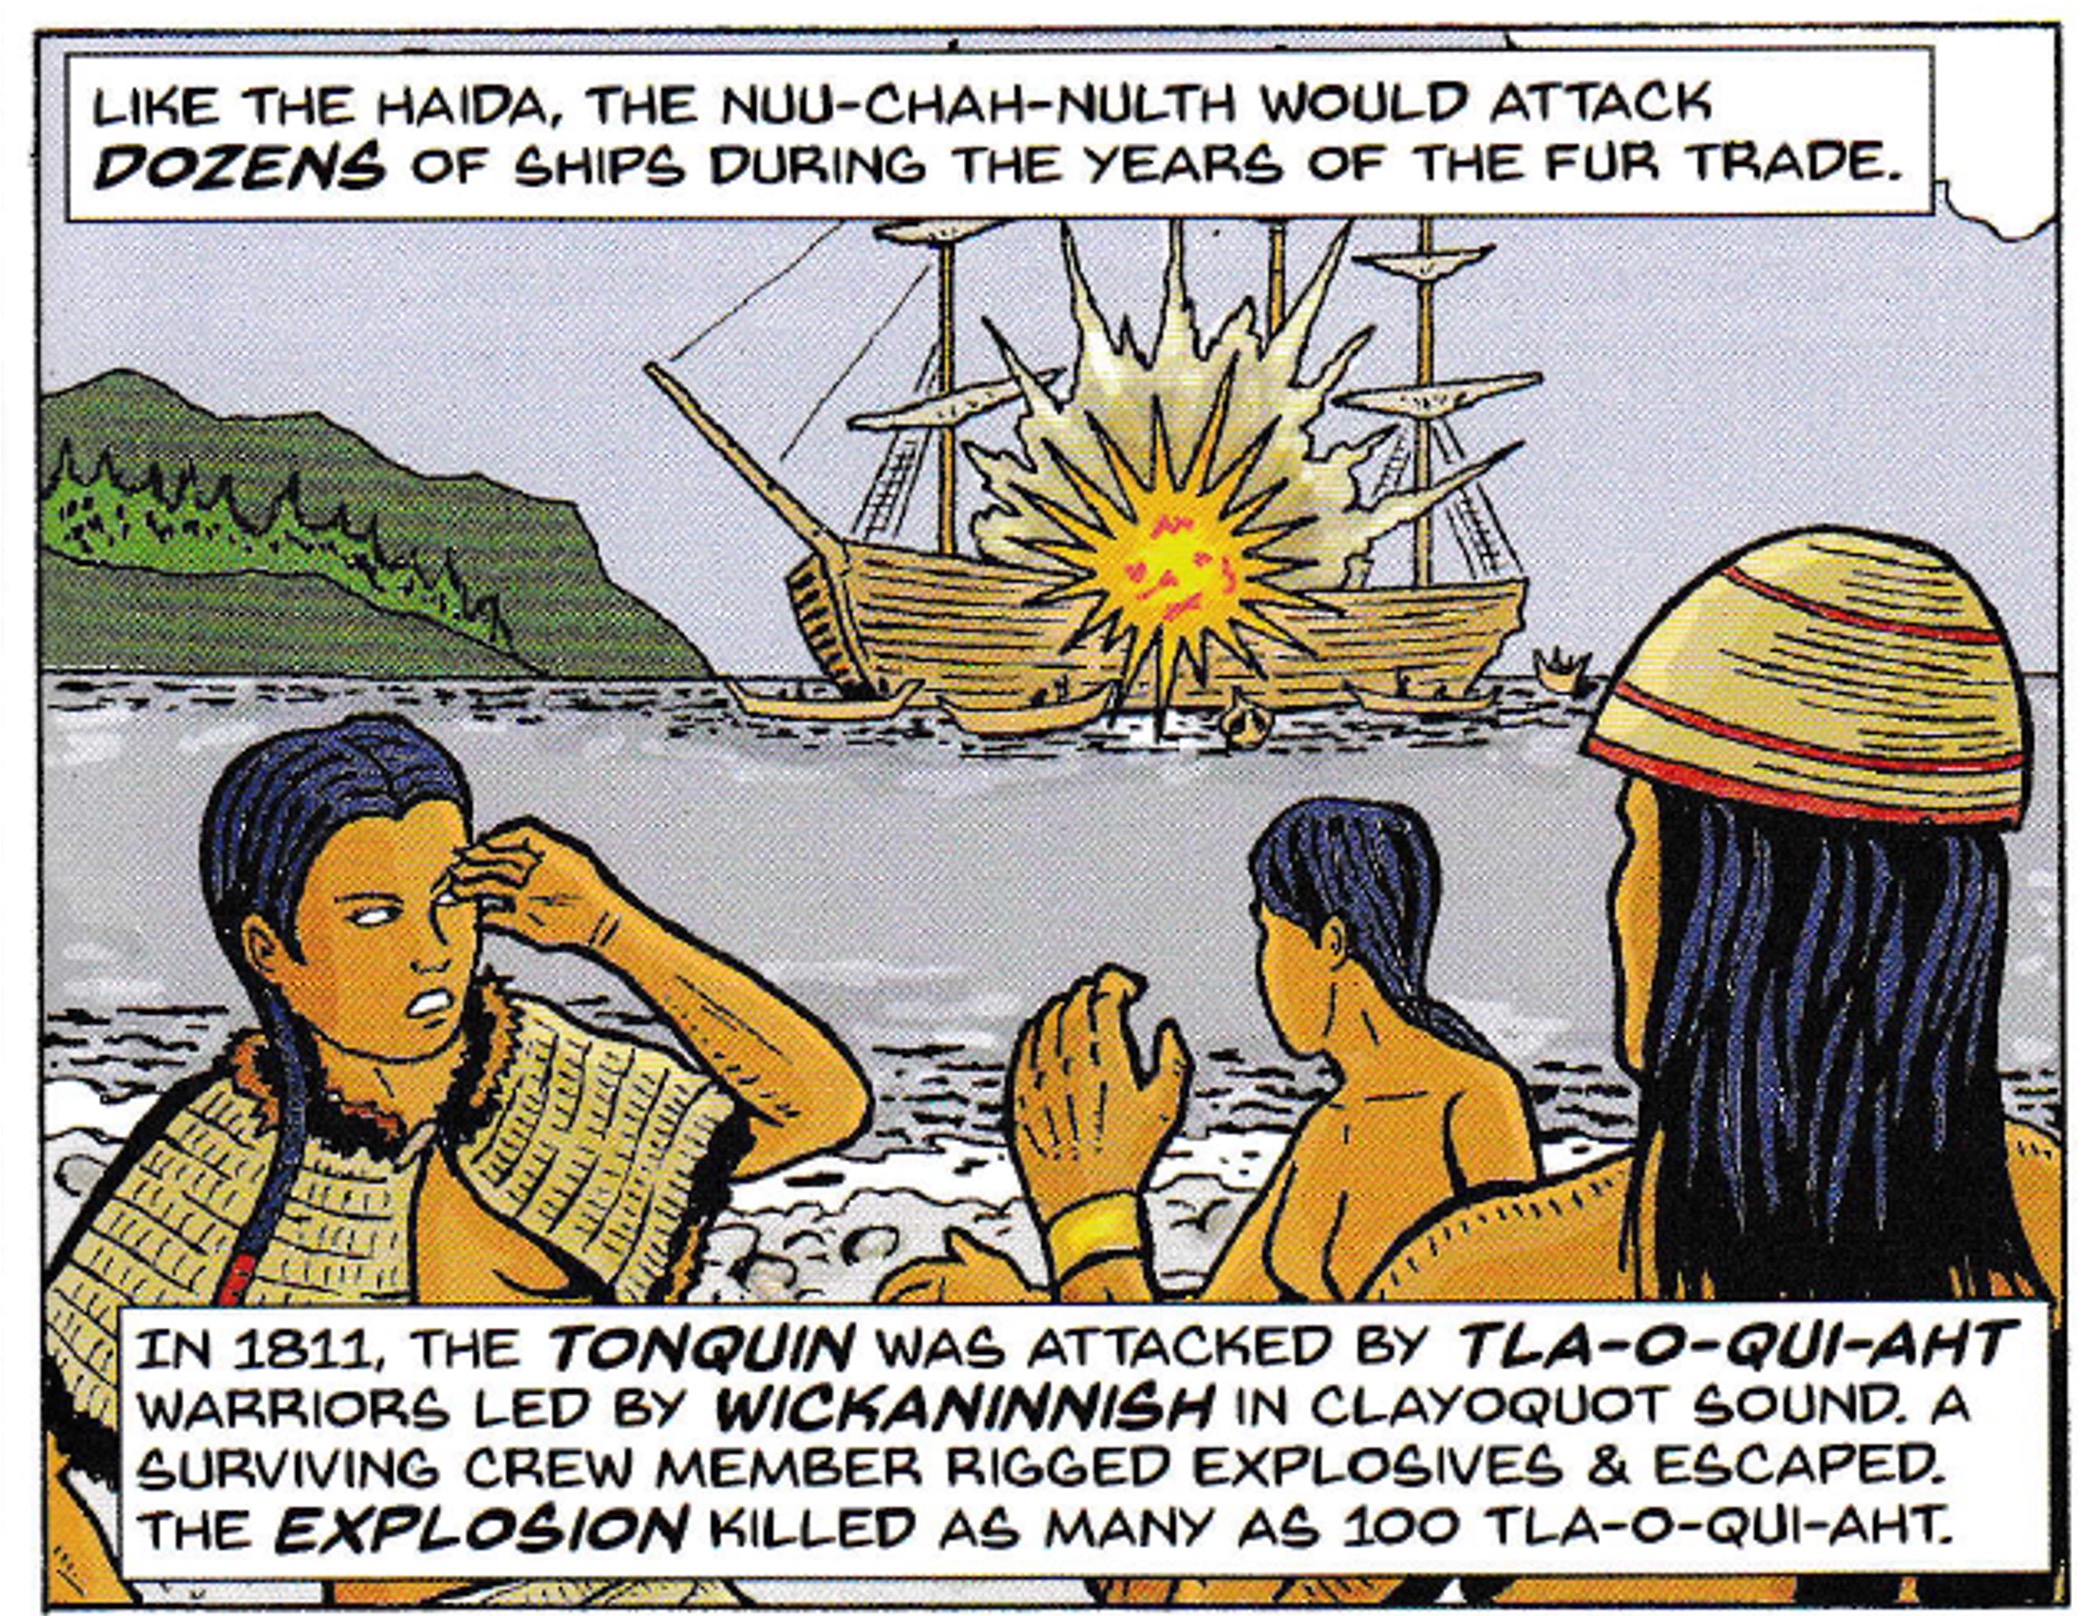 LIKE THE HAIDA, THE NUU-CHAH-NULTH WOULD ATTACK
DOZENS OF SHIPS DURING THE YEARS OF THE FUR TRADE.
IN 1811, THE TONQUIN WAS ATTACKED BY TLA-O-QUI-AHT
WARRIORS LED BY WICKANINNISH IN CLAYOQUOT SOUND. A
SURVIVING CREW MEMBER RIGGED EXPLOSIVES & ESCAPED.
THE EXPLOSION KILLED AS MANY AS 100 TLA-O-QUI-AHT.